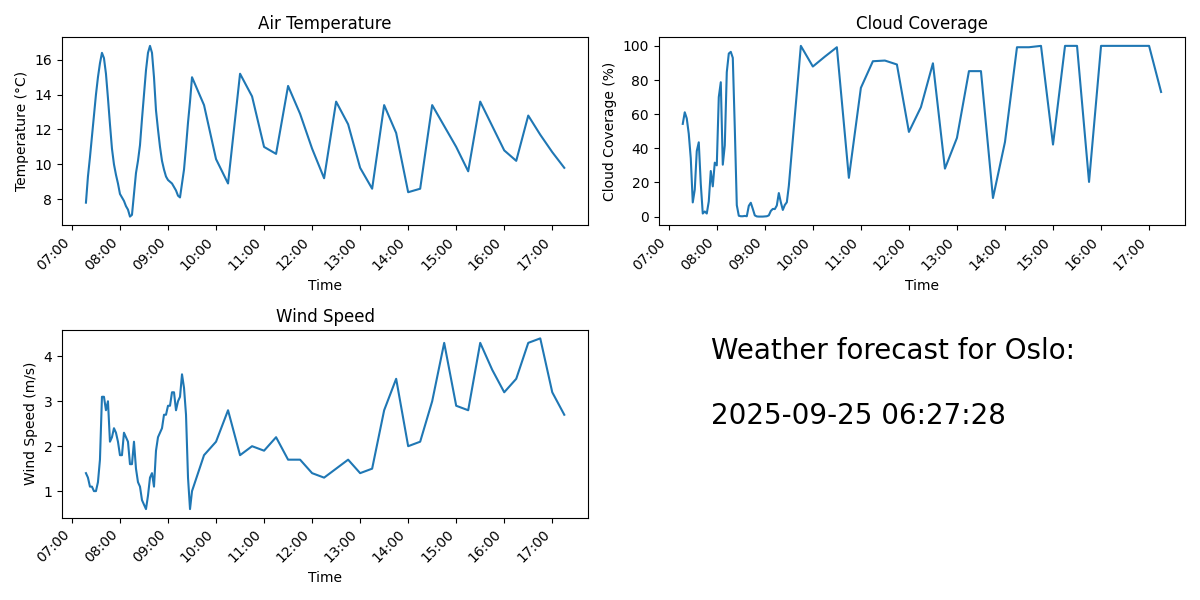 Air Temperature
Temperature (°C)
16
14
12
10
8
07:00 08:00 09:00 10:00 11:00 12:00 13:00 14:00 15:00 16:00 17:00
Time
Cloud Coverage
Cloud Coverage (%)
100
80
60
40
20
0
07:00 08:00 09:00 10:00 11:00 12:00 13:00 14:00 15:00 16:00 17:00
Time
Wind Speed
Wind Speed (m/s)
4
3
2
1
07:00 08:00 09:00 10:00 11:00 12:00 13:00 14:00 15:00 16:00 17:00
Time
Weather forecast for Oslo:
2025-09-25 06:27:28